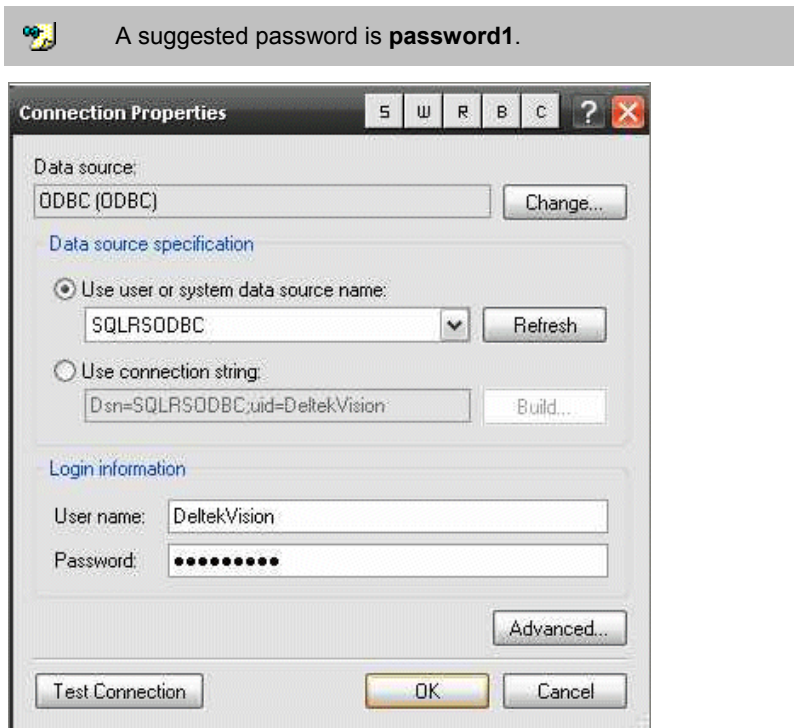 A suggested password is password1.
Connection Properties
S W R B C ?
Data source:
ODBC (ODBC)
Change...
Data source specification
Use user or system data source name:
SQLRSODBC
Refresh
Use connection string:
Dsn=SQLRSODBC;uid=DeltekVision
Build...
Login information
User name: DeltekVision
Password: ●●●●●●●●●
Advanced...
Test Connection OK Cancel